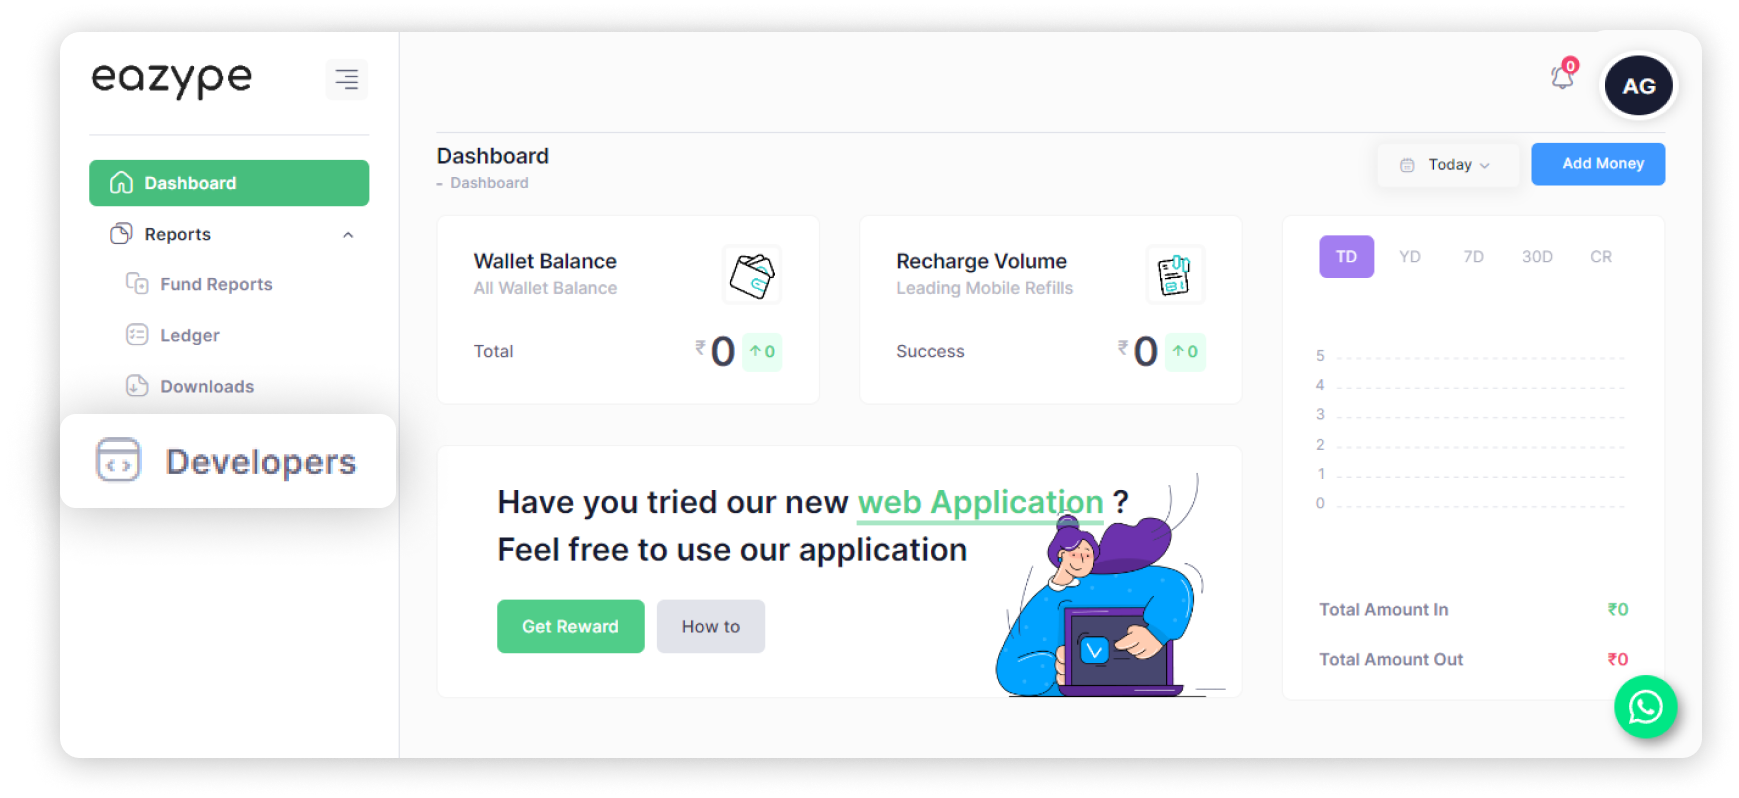 eazype
Dashboard
Reports
Fund Reports
Ledger
Downloads
Developers
0
AG
Dashboard
- Dashboard
Today
Add Money
Wallet Balance
All Wallet Balance
Total
₹0 ↑0
Recharge Volume
Leading Mobile Refills
Success
₹0 ↑0
Have you tried our new web Application ?
Feel free to use our application
Get Reward
How to
TD YD 7D 30D CR
5
4
3
2
1
0
Total Amount In ₹0
Total Amount Out ₹0